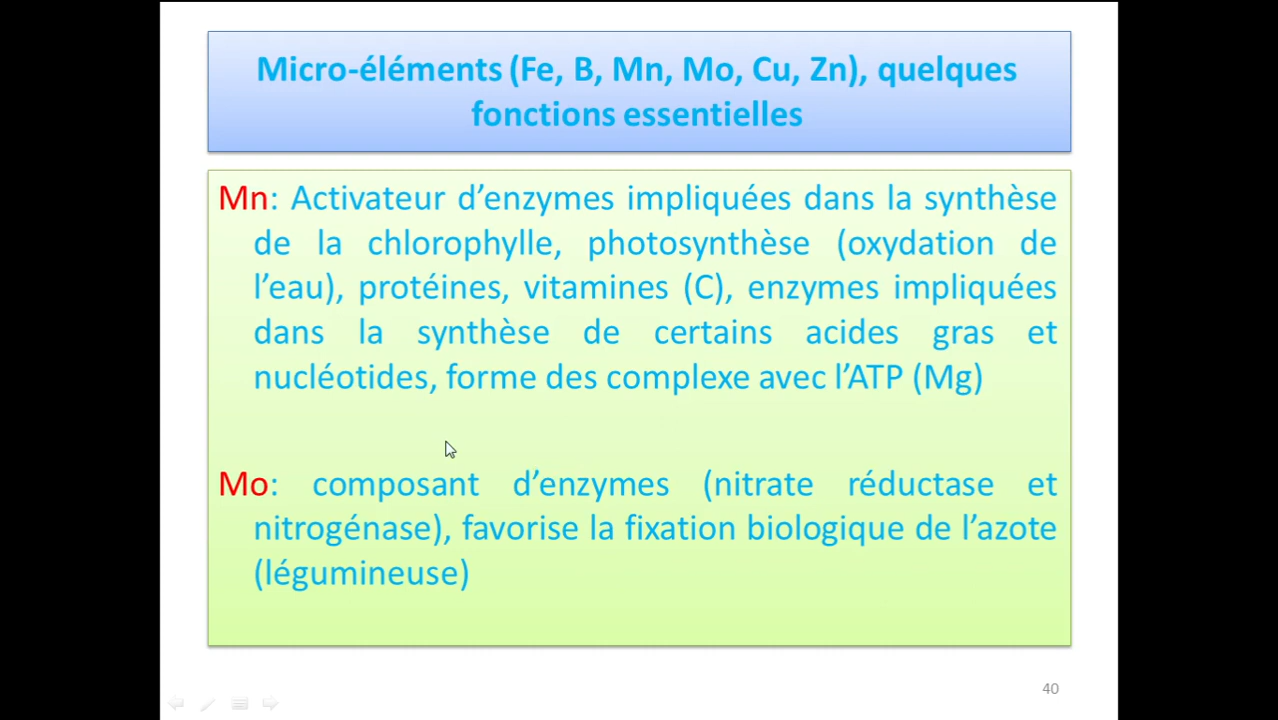 Micro-éléments (Fe, B, Mn, Mo, Cu, Zn), quelques
fonctions essentielles
Mn: Activateur d’enzymes impliquées dans la synthèse
de la chlorophylle, photosynthèse (oxydation de
l’eau), protéines, vitamines (C), enzymes impliquées
dans la synthèse de certains acides gras et
nucléotides, forme des complexe avec l’ATP (Mg)
Mo: composant d’enzymes (nitrate réductase et
nitrogénase), favorise la fixation biologique de l’azote
(légumineuse)
40